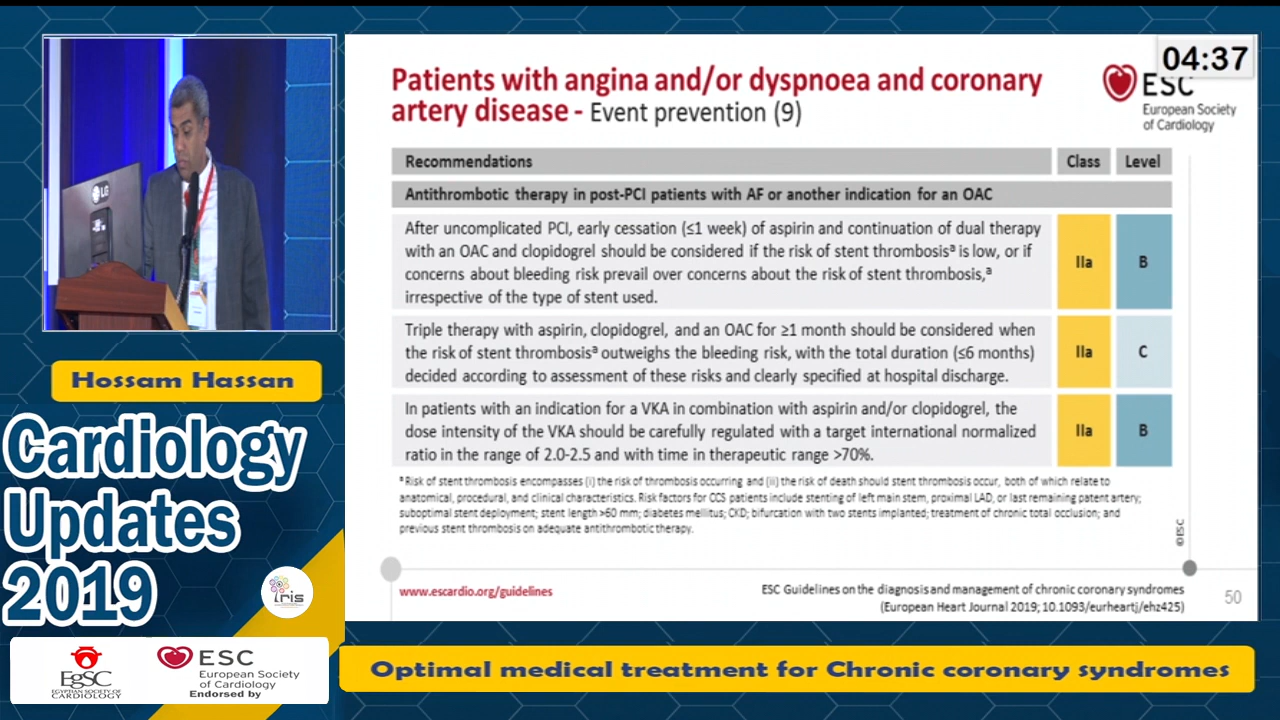 04:37
Patients with angina and/or dyspnoea and coronary
artery disease - Event prevention (9)
ESC
European Society
of Cardiology
Recommendations Class Level
Antithrombotic therapy in post-PCI patients with AF or another indication for an OAC
After uncomplicated PCI, early cessation (≤1 week) of aspirin and continuation of dual therapy
with an OAC and clopidogrel should be considered if the risk of stent thrombosisᵃ is low, or if
concerns about bleeding risk prevail over concerns about the risk of stent thrombosis,ᵃ
irrespective of the type of stent used.
IIa B
Triple therapy with aspirin, clopidogrel, and an OAC for ≥1 month should be considered when
the risk of stent thrombosisᵃ outweighs the bleeding risk, with the total duration (≤6 months)
decided according to assessment of these risks and clearly specified at hospital discharge.
IIa C
In patients with an indication for a VKA in combination with aspirin and/or clopidogrel, the
dose intensity of the VKA should be carefully regulated with a target international normalized
ratio in the range of 2.0-2.5 and with time in therapeutic range >70%.
IIa B
ᵃ Risk of stent thrombosis encompasses (i) the risk of thrombosis occurring and (ii) the risk of death should stent thrombosis occur, both of which relate to
anatomical, procedural, and clinical characteristics. Risk factors for CCS patients include stenting of left main stem, proximal LAD, or last remaining patent artery;
suboptimal stent deployment; stent length >60 mm; diabetes mellitus; CKD; bifurcation with two stents implanted; treatment of chronic total occlusion; and
previous stent thrombosis on adequate antithrombotic therapy.
©ESC
www.escardio.org/guidelines
ESC Guidelines on the diagnosis and management of chronic coronary syndromes
(European Heart Journal 2019; 10.1093/eurheartj/ehz425)
50
LG
Hossam Hassan
Cardiology
Updates
2019
iris
EgSC
EGYPTIAN SOCIETY OF
CARDIOLOGY
ESC
European Society
of Cardiology
Endorsed by
Optimal medical treatment for Chronic coronary syndromes